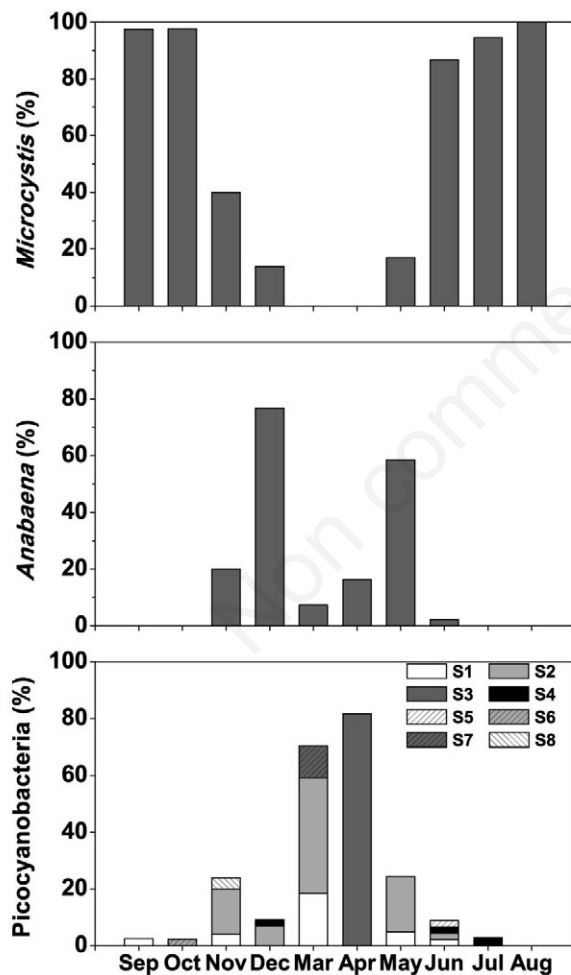 Microcystis (%)
100
80
60
40
20
0
Anabaena (%)
100
80
60
40
20
0
Picocyanobacteria (%)
100
80
60
40
20
0
S1 S2
S3 S4
S5 S6
S7 S8
Sep Oct Nov Dec Mar Apr May Jun Jul Aug
Non comme